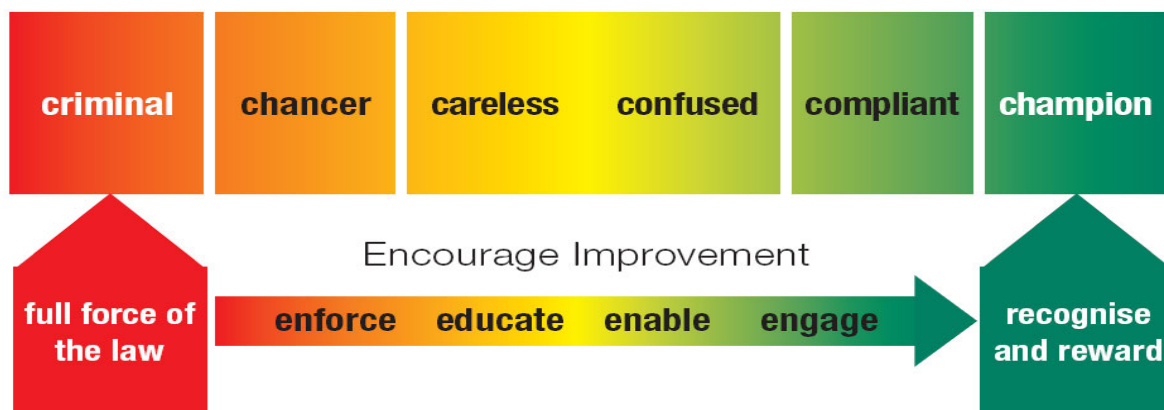 criminal chancer careless confused compliant champion
Encourage Improvement
full force of
the law
enforce educate enable engage
recognise
and reward